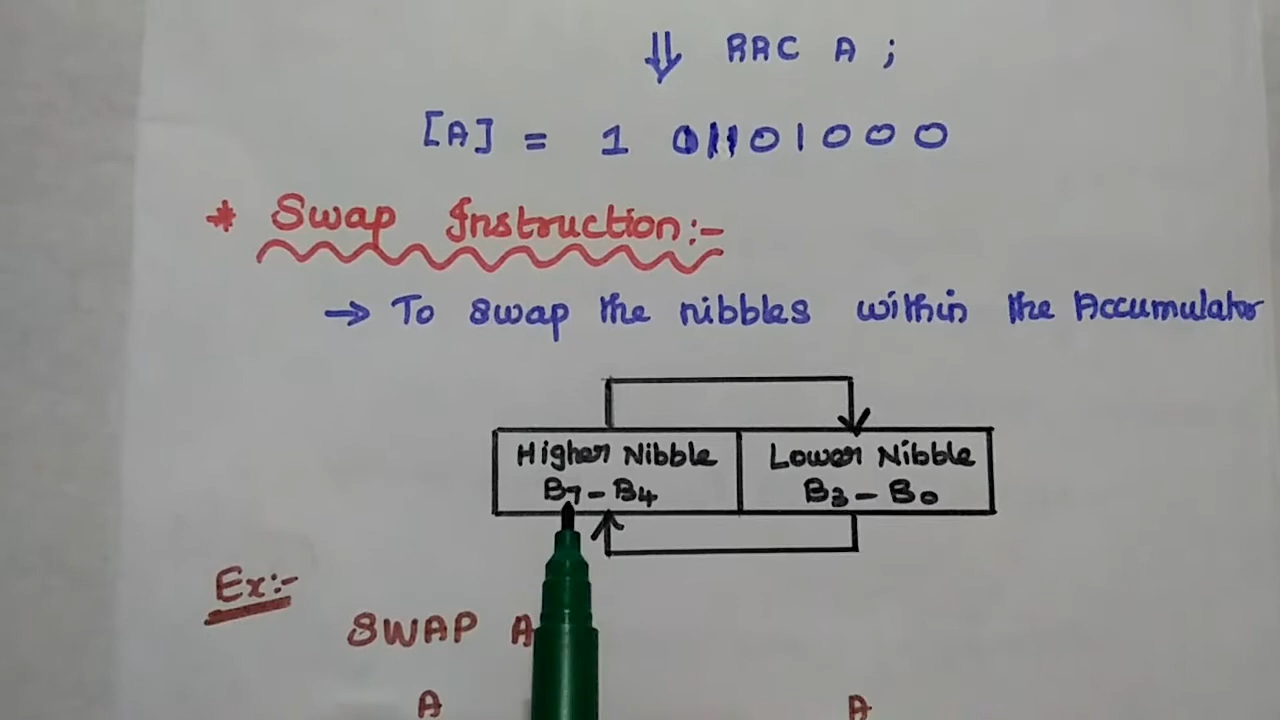 ⇓ RRC A ;
[A] = 1 01101000
* Swap Instruction:-
→ To swap the nibbles within the Accumulator
Higher Nibble Lower Nibble
B7 - B4 B3 - B0
Ex:-
SWAP A
A A